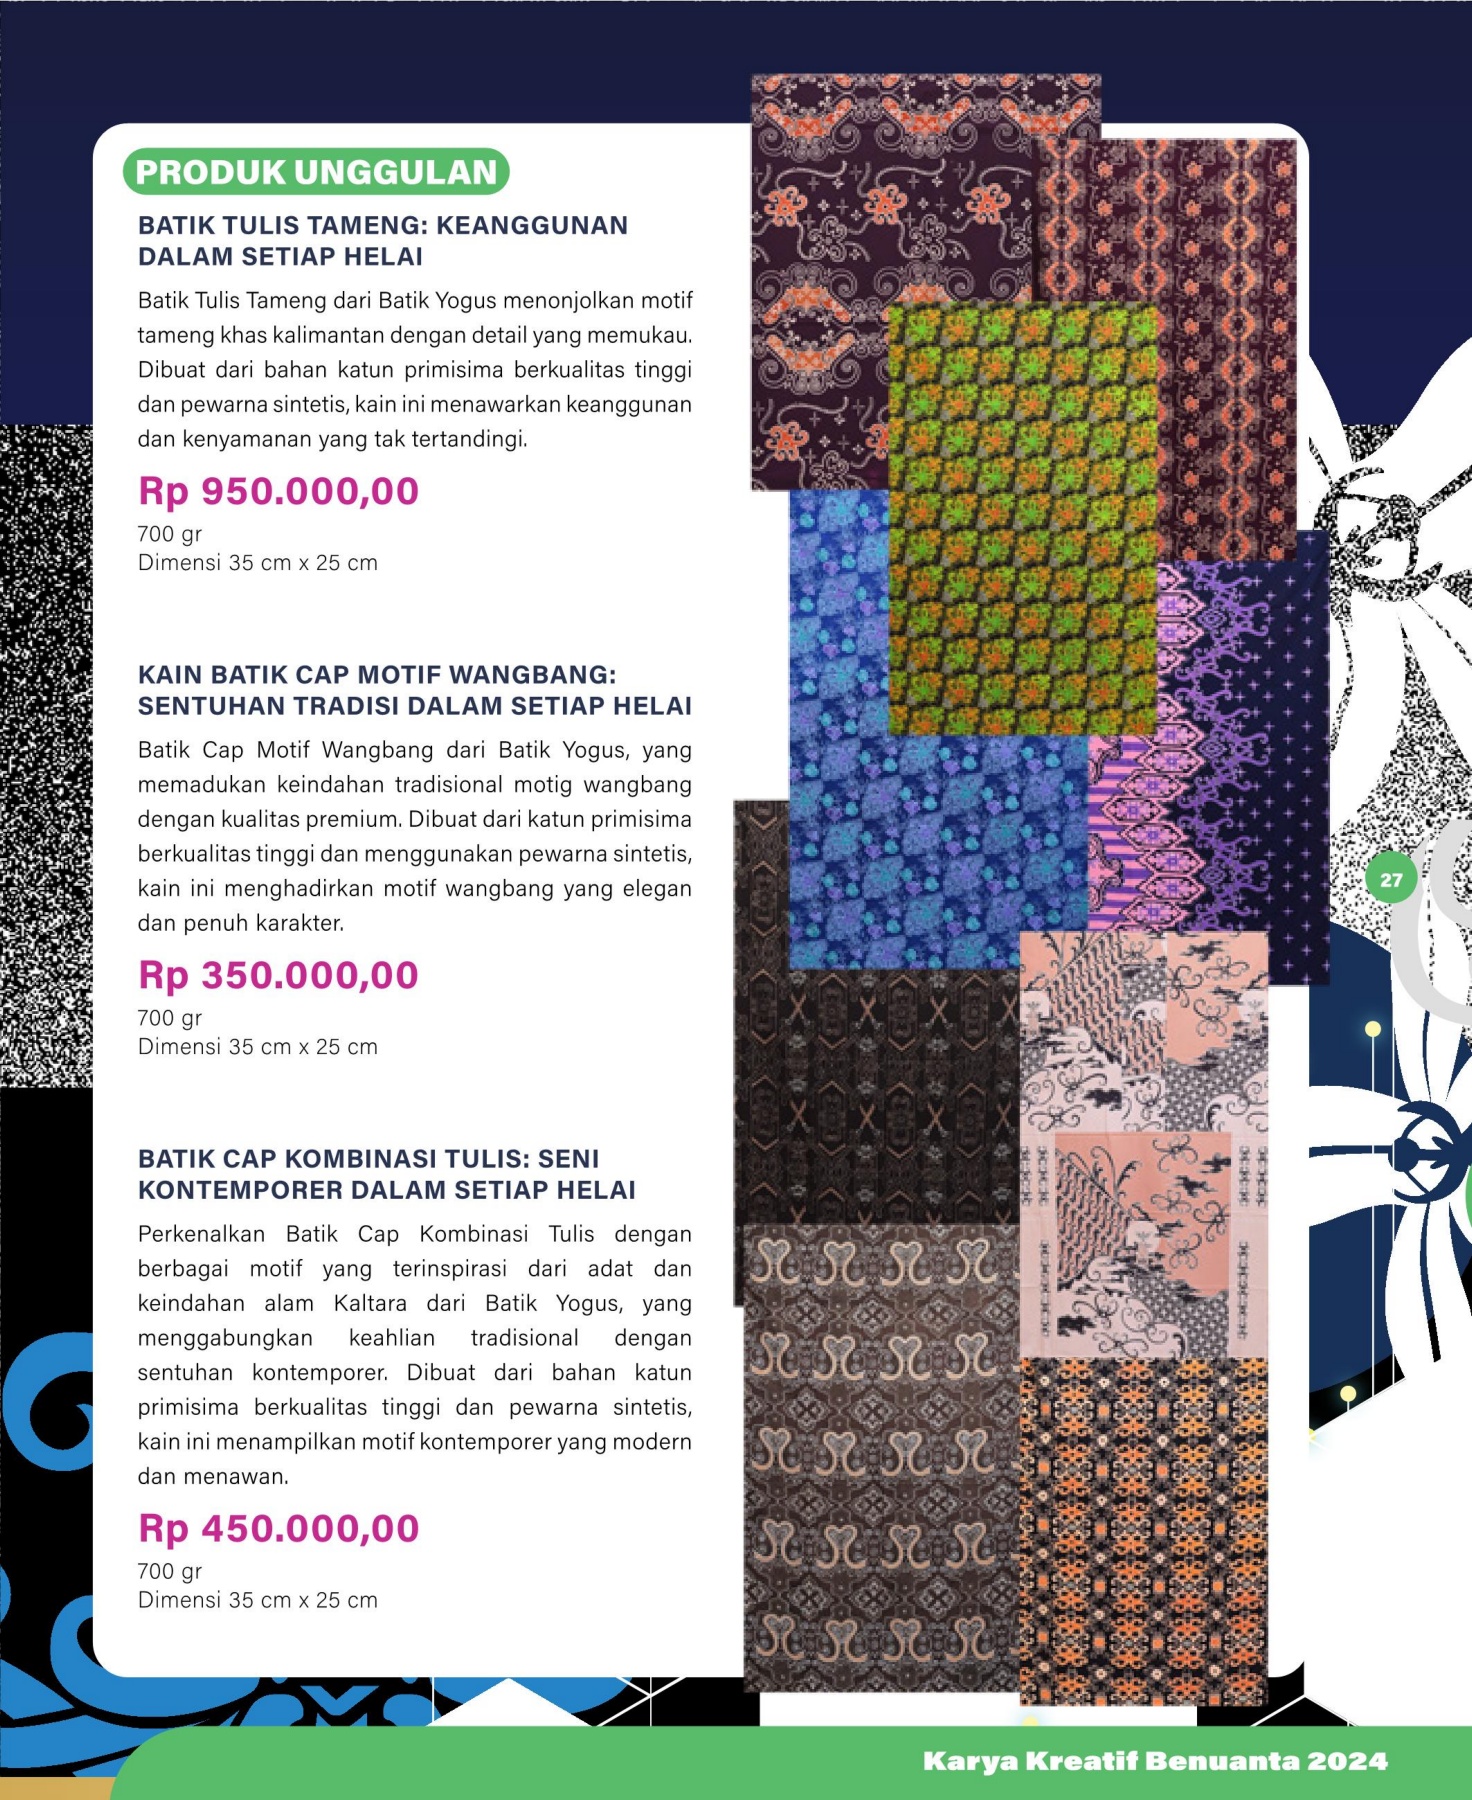 PRODUK UNGGULAN
BATIK TULIS TAMENG: KEANGGUNAN
DALAM SETIAP HELAI
Batik Tulis Tameng dari Batik Yogus menonjolkan motif
tameng khas kalimantan dengan detail yang memukau.
Dibuat dari bahan katun primisima berkualitas tinggi
dan pewarna sintetis, kain ini menawarkan keanggunan
dan kenyamanan yang tak tertandingi.
Rp 950.000,00
700 gr
Dimensi 35 cm x 25 cm
KAIN BATIK CAP MOTIF WANGBANG:
SENTUHAN TRADISI DALAM SETIAP HELAI
Batik Cap Motif Wangbang dari Batik Yogus, yang
memadukan keindahan tradisional motig wangbang
dengan kualitas premium. Dibuat dari katun primisima
berkualitas tinggi dan menggunakan pewarna sintetis,
kain ini menghadirkan motif wangbang yang elegan
dan penuh karakter.
Rp 350.000,00
700 gr
Dimensi 35 cm x 25 cm
BATIK CAP KOMBINASI TULIS: SENI
KONTEMPORER DALAM SETIAP HELAI
Perkenalkan Batik Cap Kombinasi Tulis dengan
berbagai motif yang terinspirasi dari adat dan
keindahan alam Kaltara dari Batik Yogus, yang
menggabungkan keahlian tradisional dengan
sentuhan kontemporer. Dibuat dari bahan katun
primisima berkualitas tinggi dan pewarna sintetis,
kain ini menampilkan motif kontemporer yang modern
dan menawan.
Rp 450.000,00
700 gr
Dimensi 35 cm x 25 cm
27
Karya Kreatif Benuanta 2024